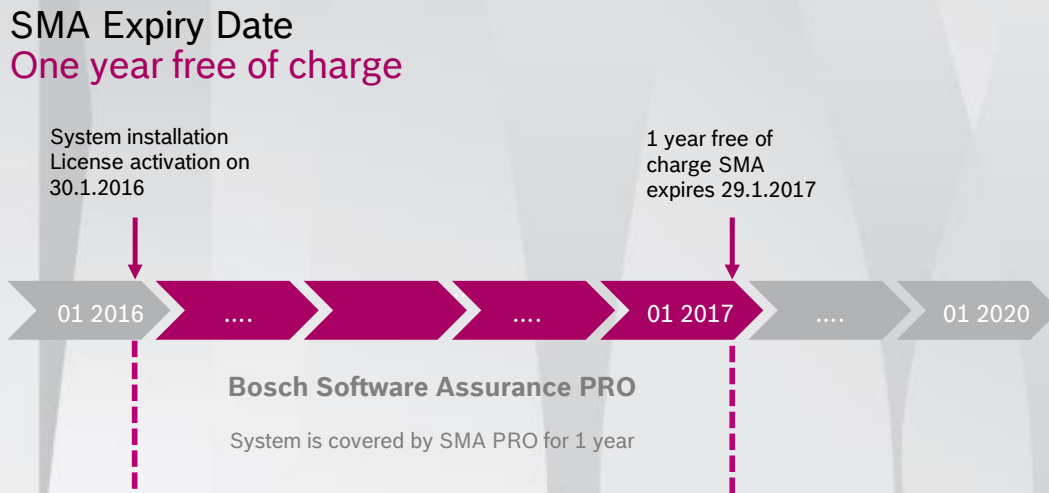 SMA Expiry Date
One year free of charge
System installation
License activation on
30.1.2016
1 year free of
charge SMA
expires 29.1.2017
01 2016
....
....
01 2017
....
01 2020
Bosch Software Assurance PRO
System is covered by SMA PRO for 1 year